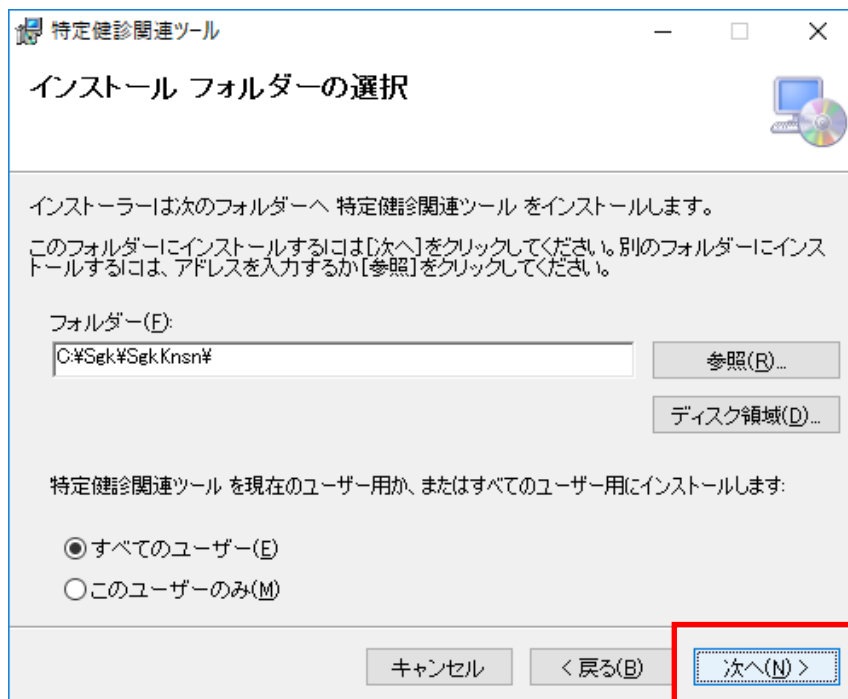 特定健診関連ツール
インストール フォルダーの選択
インストーラーは次のフォルダーへ 特定健診関連ツール をインストールします。
このフォルダーにインストールするには[次へ]をクリックしてください。別のフォルダーにインス
トールするには、アドレスを入力するか[参照]をクリックしてください。
フォルダー(F):
C:¥Sgk¥SgkKnsn¥
参照(R)...
ディスク領域(D)...
特定健診関連ツール を現在のユーザー用か、またはすべてのユーザー用にインストールします:
すべてのユーザー(E)
このユーザーのみ(M)
キャンセル
< 戻る(B)
次へ(N) >